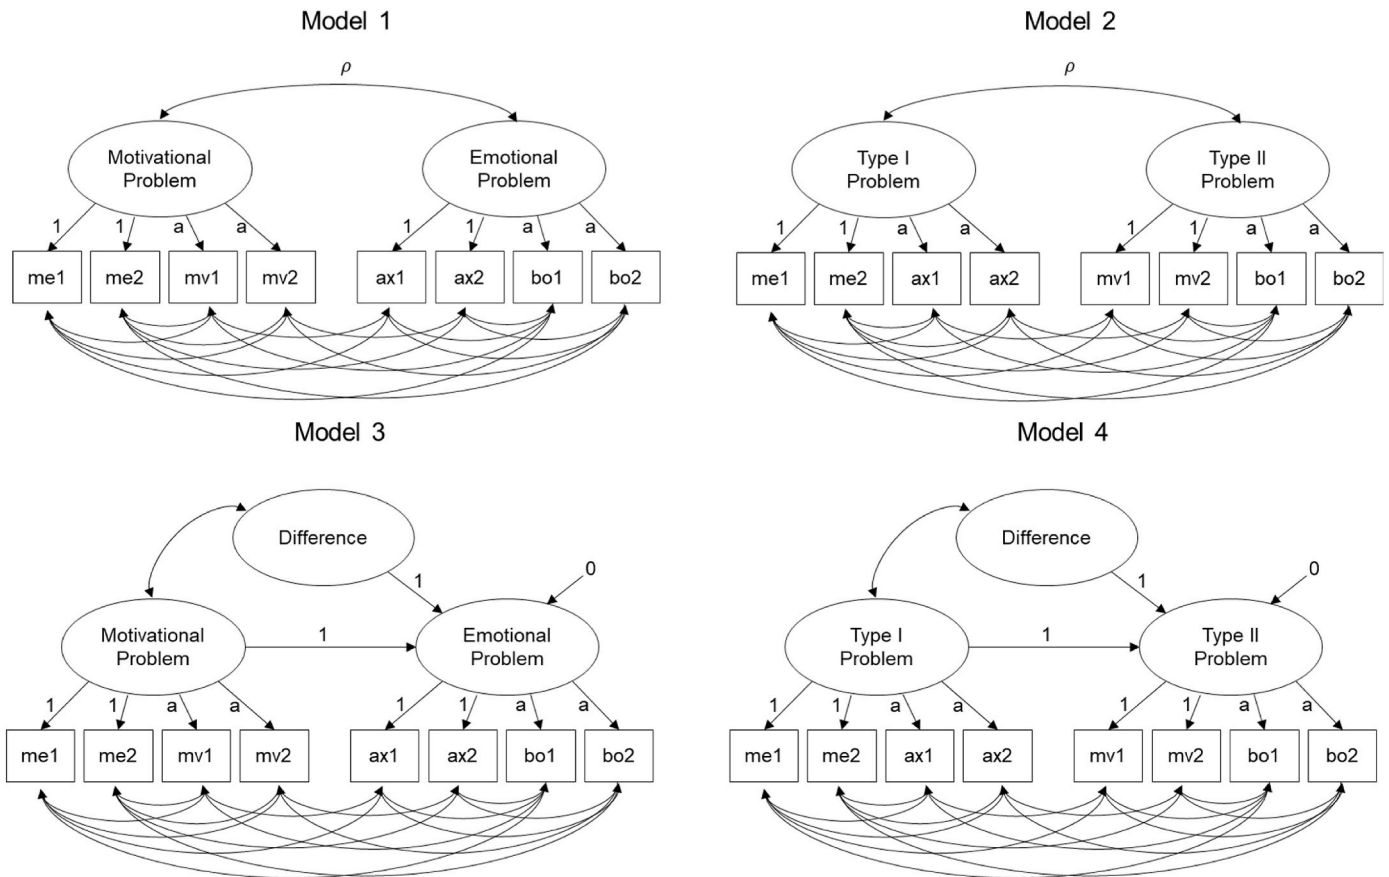 Model 1
ρ
Motivational
Problem
Emotional
Problem
1 1 a a 1 1 a a
me1 me2 mv1 mv2 ax1 ax2 bo1 bo2
Model 2
ρ
Type I
Problem
Type II
Problem
1 1 a a 1 1 a a
me1 me2 ax1 ax2 mv1 mv2 bo1 bo2
Model 3
Difference
1 0
Motivational
Problem
1
Emotional
Problem
1 1 a a 1 1 a a
me1 me2 mv1 mv2 ax1 ax2 bo1 bo2
Model 4
Difference
1 0
Type I
Problem
1
Type II
Problem
1 1 a a 1 1 a a
me1 me2 ax1 ax2 mv1 mv2 bo1 bo2